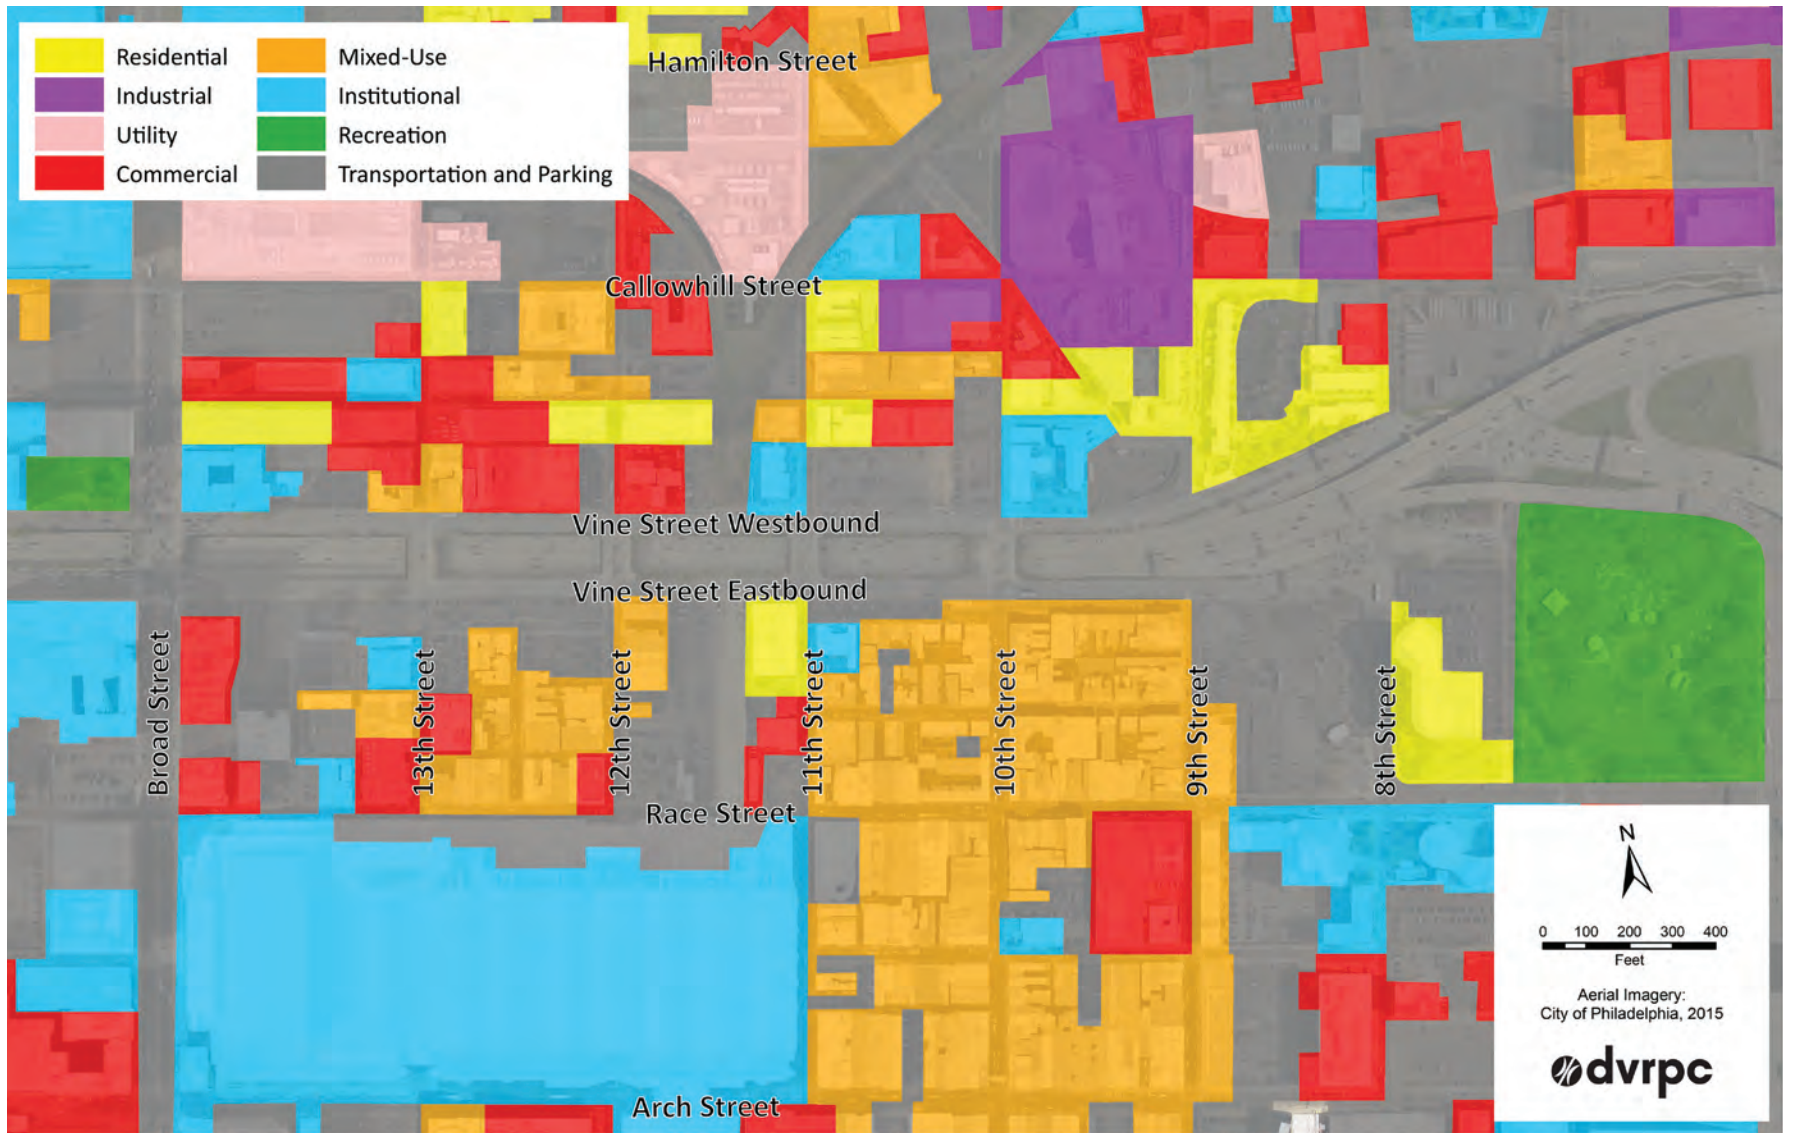 Residential
Mixed-Use
Industrial
Institutional
Utility
Recreation
Commercial
Transportation and Parking
Hamilton Street
Callowhill Street
Vine Street Westbound
Vine Street Eastbound
Broad Street
13th Street
12th Street
11th Street
10th Street
9th Street
8th Street
Race Street
Arch Street
N
0 100 200 300 400
Feet
Aerial Imagery:
City of Philadelphia, 2015
dvrpc